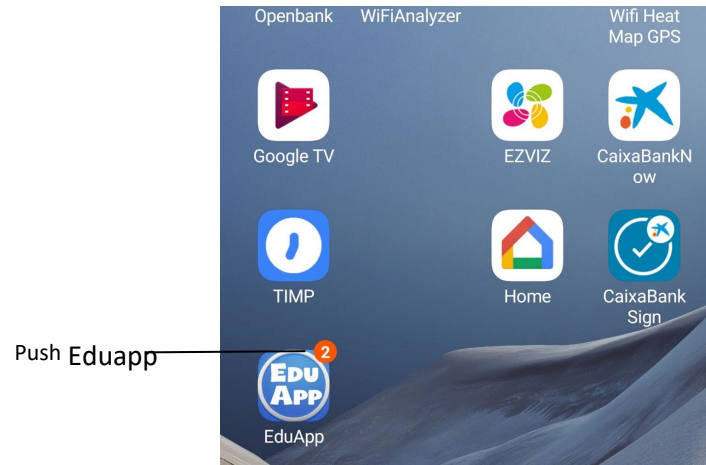 Openbank WiFiAnalyzer Wifi Heat
Map GPS
Google TV EZVIZ CaixaBankN
ow
TIMP Home CaixaBank
Sign
Push Eduapp
2
EDU
APP
EduApp